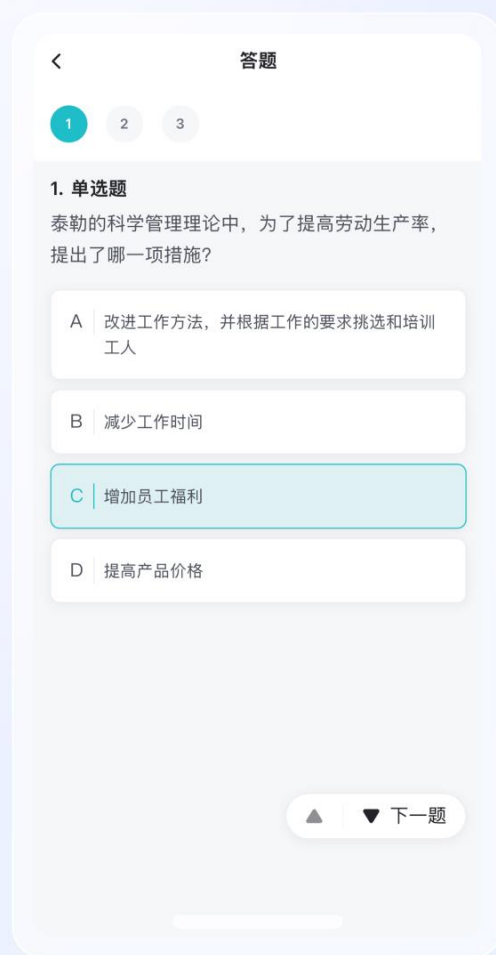 答题
1 2 3
1. 单选题
泰勒的科学管理理论中，为了提高劳动生产率，
提出了哪一项措施？
A 改进工作方法，并根据工作的要求挑选和培训
工人
B 减少工作时间
C 增加员工福利
D 提高产品价格
下一题